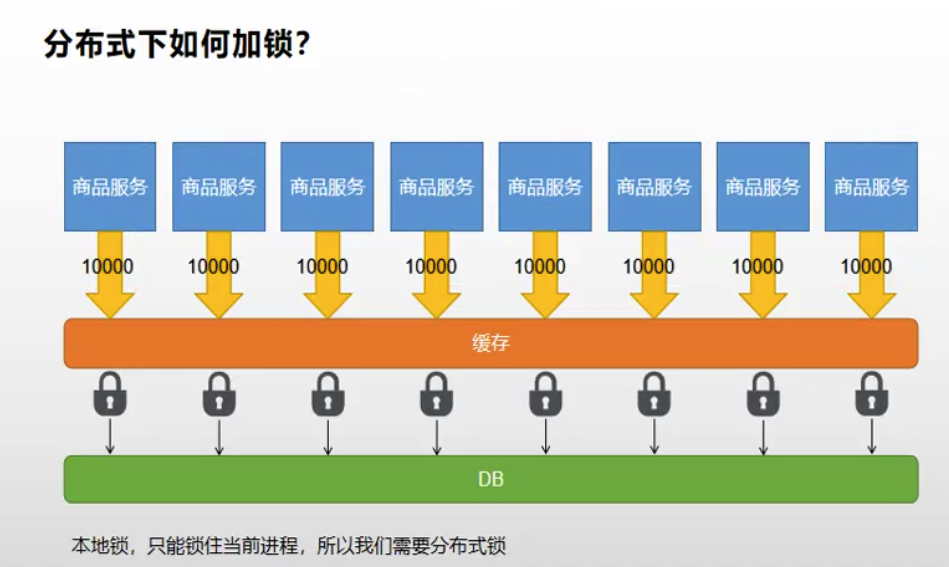 分布式下如何加锁？
商品服务 商品服务 商品服务 商品服务 商品服务 商品服务 商品服务 商品服务
10000 10000 10000 10000 10000 10000 10000 10000
缓存
DB
本地锁，只能锁住当前进程，所以我们需要分布式锁